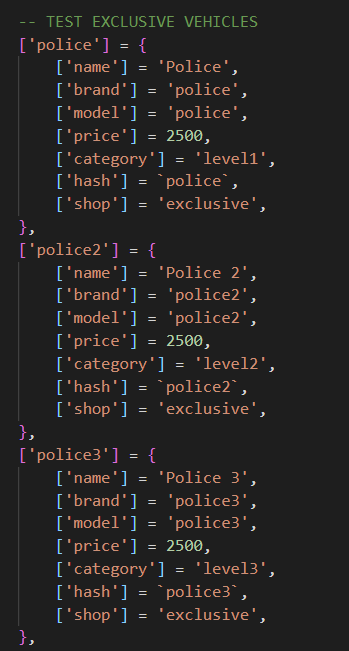 -- TEST EXCLUSIVE VEHICLES
['police'] = {
    ['name'] = 'Police',
    ['brand'] = 'police',
    ['model'] = 'police',
    ['price'] = 2500,
    ['category'] = 'level1',
    ['hash'] = `police`,
    ['shop'] = 'exclusive',
},
['police2'] = {
    ['name'] = 'Police 2',
    ['brand'] = 'police2',
    ['model'] = 'police2',
    ['price'] = 2500,
    ['category'] = 'level2',
    ['hash'] = `police2`,
    ['shop'] = 'exclusive',
},
['police3'] = {
    ['name'] = 'Police 3',
    ['brand'] = 'police3',
    ['model'] = 'police3',
    ['price'] = 2500,
    ['category'] = 'level3',
    ['hash'] = `police3`,
    ['shop'] = 'exclusive',
},